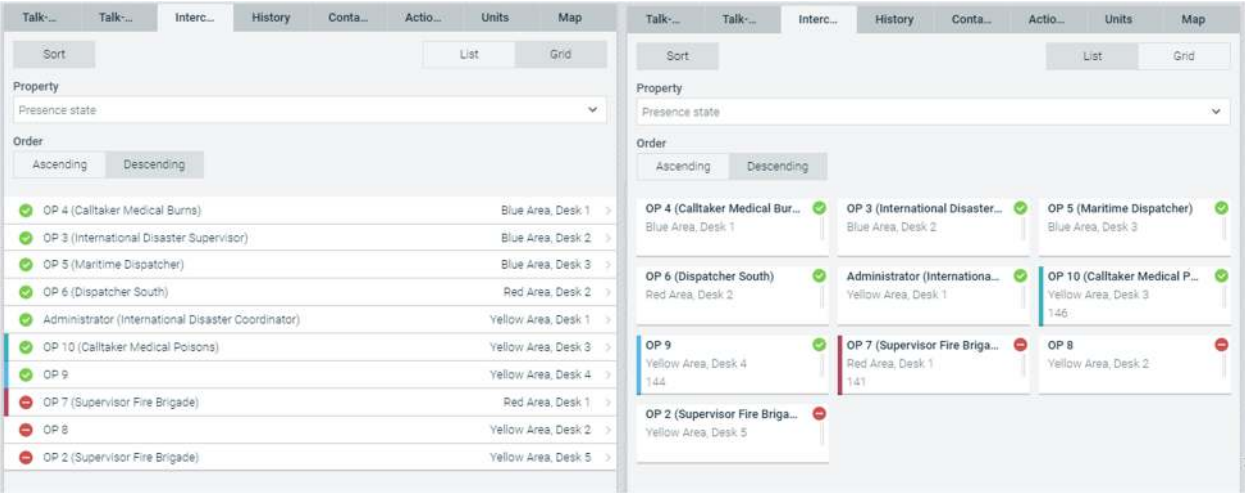 Talk-... Talk-... Interc... History Conta... Actio... Units Map
Sort List Grid
Property
Presence state
Order
Ascending Descending
OP 4 (Calltaker Medical Burns) Blue Area, Desk 1
OP 3 (International Disaster Supervisor) Blue Area, Desk 2
OP 5 (Maritime Dispatcher) Blue Area, Desk 3
OP 6 (Dispatcher South) Red Area, Desk 2
Administrator (International Disaster Coordinator) Yellow Area, Desk 1
OP 10 (Calltaker Medical Poisons) Yellow Area, Desk 3
OP 9 Yellow Area, Desk 4
OP 7 (Supervisor Fire Brigade) Red Area, Desk 1
OP 8 Yellow Area, Desk 2
OP 2 (Supervisor Fire Brigade) Yellow Area, Desk 5
Talk-... Talk-... Interc... History Conta... Actio... Units Map
Sort List Grid
Property
Presence state
Order
Ascending Descending
OP 4 (Calltaker Medical Bur... OP 3 (International Disaster... OP 5 (Maritime Dispatcher)
Blue Area, Desk 1 Blue Area, Desk 2 Blue Area, Desk 3
OP 6 (Dispatcher South) Administrator (Internationa... OP 10 (Calltaker Medical P...
Red Area, Desk 2 Yellow Area, Desk 1 Yellow Area, Desk 3
146
OP 9 OP 7 (Supervisor Fire Briga... OP 8
Yellow Area, Desk 4 Red Area, Desk 1 Yellow Area, Desk 2
144 141
OP 2 (Supervisor Fire Briga...
Yellow Area, Desk 5